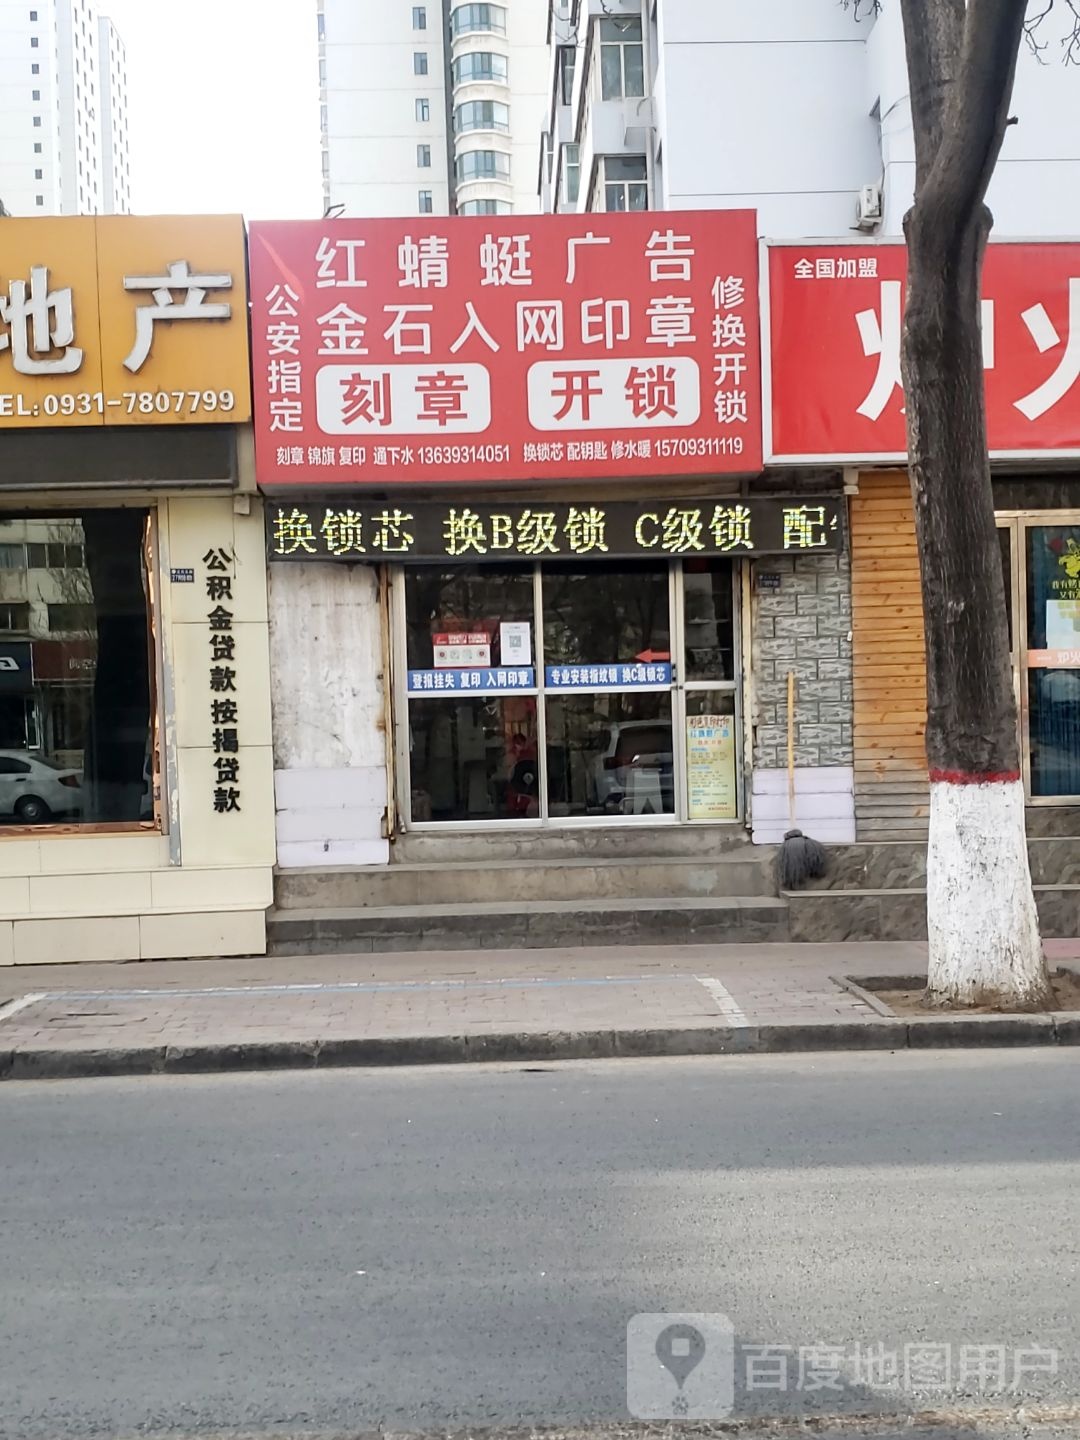 地产
TEL:0931-7807799
公积金贷款按揭贷款
红蜻蜓广告
公安指定
金石入网印章
修换开锁
刻章
开锁
刻章 锦旗 复印 通下水 13639314051 换锁芯 配钥匙 修水暖 15709311119
换锁芯 换B级锁 C级锁 配
登报挂失 复印 入网印章
专业安装指纹锁 换C级锁芯
红蜻蜓广告
全国加盟
炉火
百度地图用户